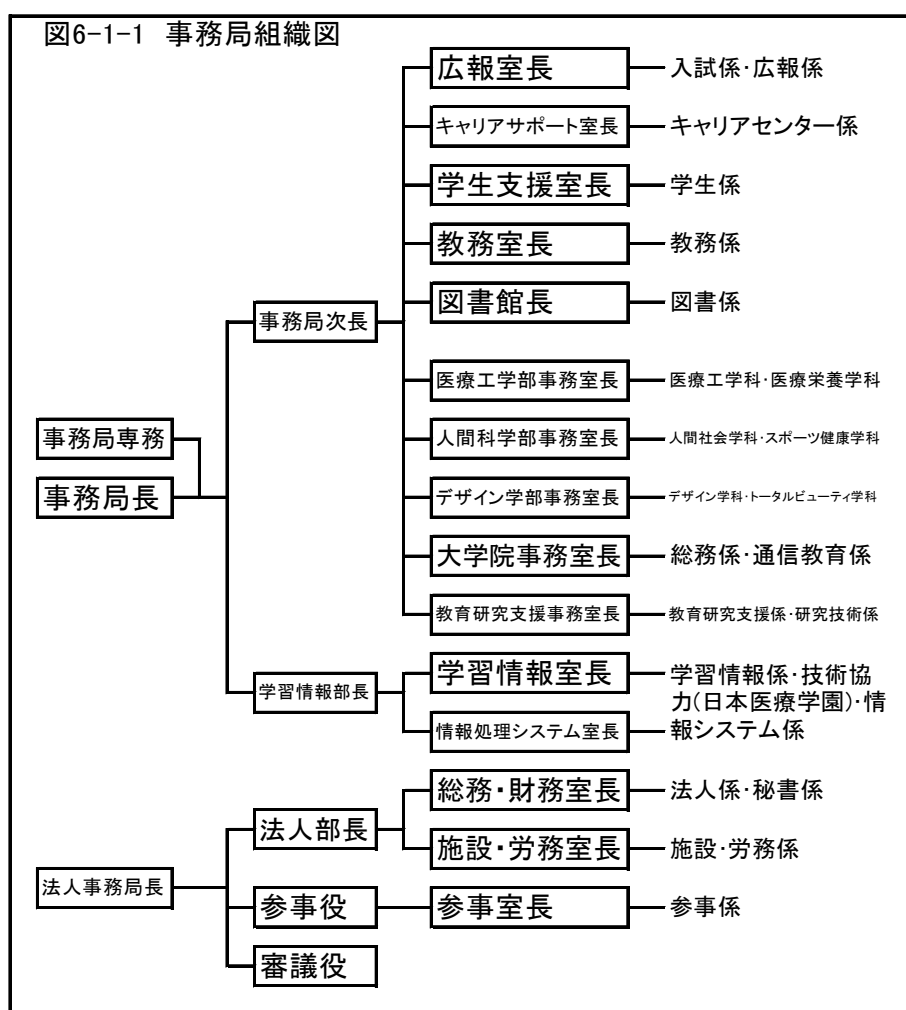 図6-1-1 事務局組織図
広報室長 入試係・広報係
キャリアサポート室長 キャリアセンター係
学生支援室長 学生係
教務室長 教務係
図書館長 図書係
事務局次長
医療工学部事務室長 医療工学科・医療栄養学科
人間科学部事務室長 人間社会学科・スポーツ健康学科
事務局専務
デザイン学部事務室長 デザイン学科・トータルビューティ学科
事務局長
大学院事務室長 総務係・通信教育係
教育研究支援事務室長 教育研究支援係・研究技術係
学習情報部長
学習情報室長 学習情報係・技術協
力(日本医療学園)・情
情報処理システム室長 報システム係
総務・財務室長 法人係・秘書係
法人部長
施設・労務室長 施設・労務係
法人事務局長
参事役 参事室長 参事係
審議役